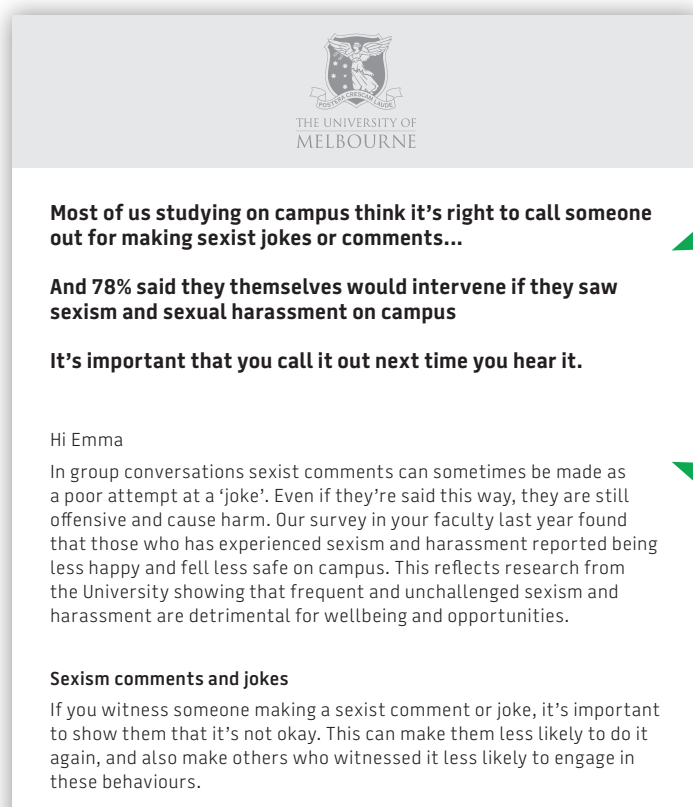 POSTERA CRESCAM LAUDE
THE UNIVERSITY OF
MELBOURNE
Most of us studying on campus think it’s right to call someone
out for making sexist jokes or comments...
And 78% said they themselves would intervene if they saw
sexism and sexual harassment on campus
It’s important that you call it out next time you hear it.
Hi Emma
In group conversations sexist comments can sometimes be made as
a poor attempt at a ‘joke’. Even if they’re said this way, they are still
offensive and cause harm. Our survey in your faculty last year found
that those who has experienced sexism and harassment reported being
less happy and fell less safe on campus. This reflects research from
the University showing that frequent and unchallenged sexism and
harassment are detrimental for wellbeing and opportunities.
Sexism comments and jokes
If you witness someone making a sexist comment or joke, it’s important
to show them that it’s not okay. This can make them less likely to do it
again, and also make others who witnessed it less likely to engage in
these behaviours.